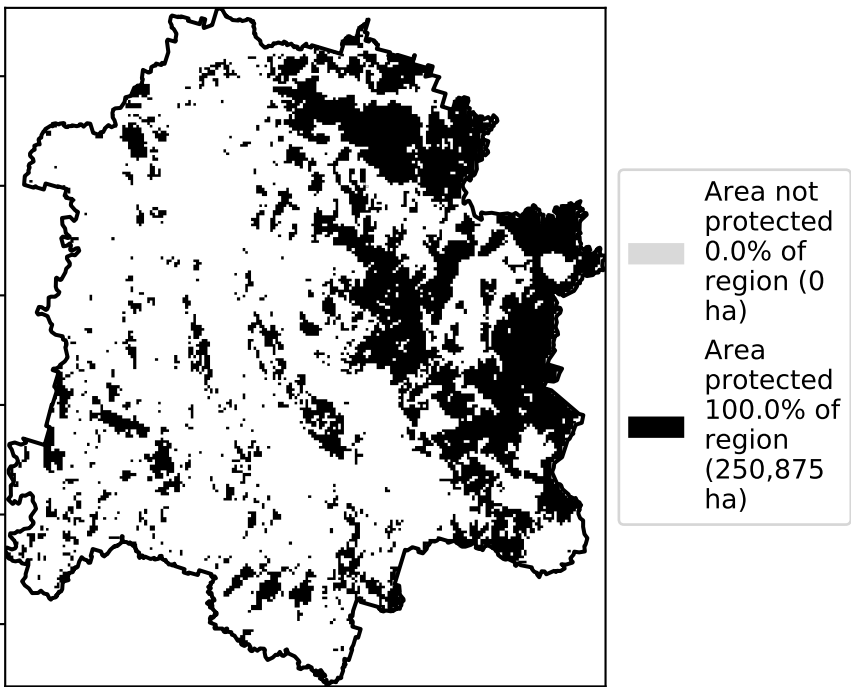 Area not
protected
0.0% of
region (0
ha)
Area
protected
100.0% of
region
(250,875
ha)